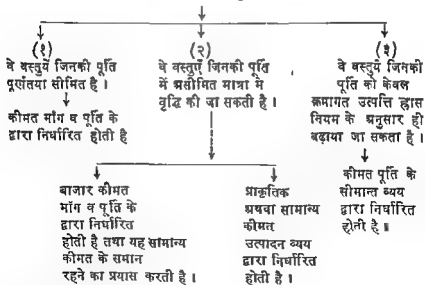 (१)
वे वस्तुयें जिनकी पूर्ति
पूर्णतया सीमित है ।
कीमत माँग व पूर्ति के
द्वारा निर्धारित होती है
(२)
वे वस्तुएँ जिनकी पूर्ति
में असीमित मात्रा मे
वृद्धि की जा सकती है ।
(३)
वे वस्तुये जिनकी
पूर्ति को केवल
क्रमागत उत्पत्ति ह्रास
नियम के अनुसार ही
बढ़ाया जा सकता है ।
कीमत पूर्ति के
सीमान्त व्यय
द्वारा निर्धारित
होती है ॥
बाजार कीमत
माँग व पूर्ति के
द्वारा निर्धारित
होती है तथा यह सामान्य
कीमत के समान
रहने का प्रयास करती है ।
प्राकृतिक
अथवा सामान्य
कीमत
उत्पादन व्यय
द्वारा निर्धारित
होती है ।